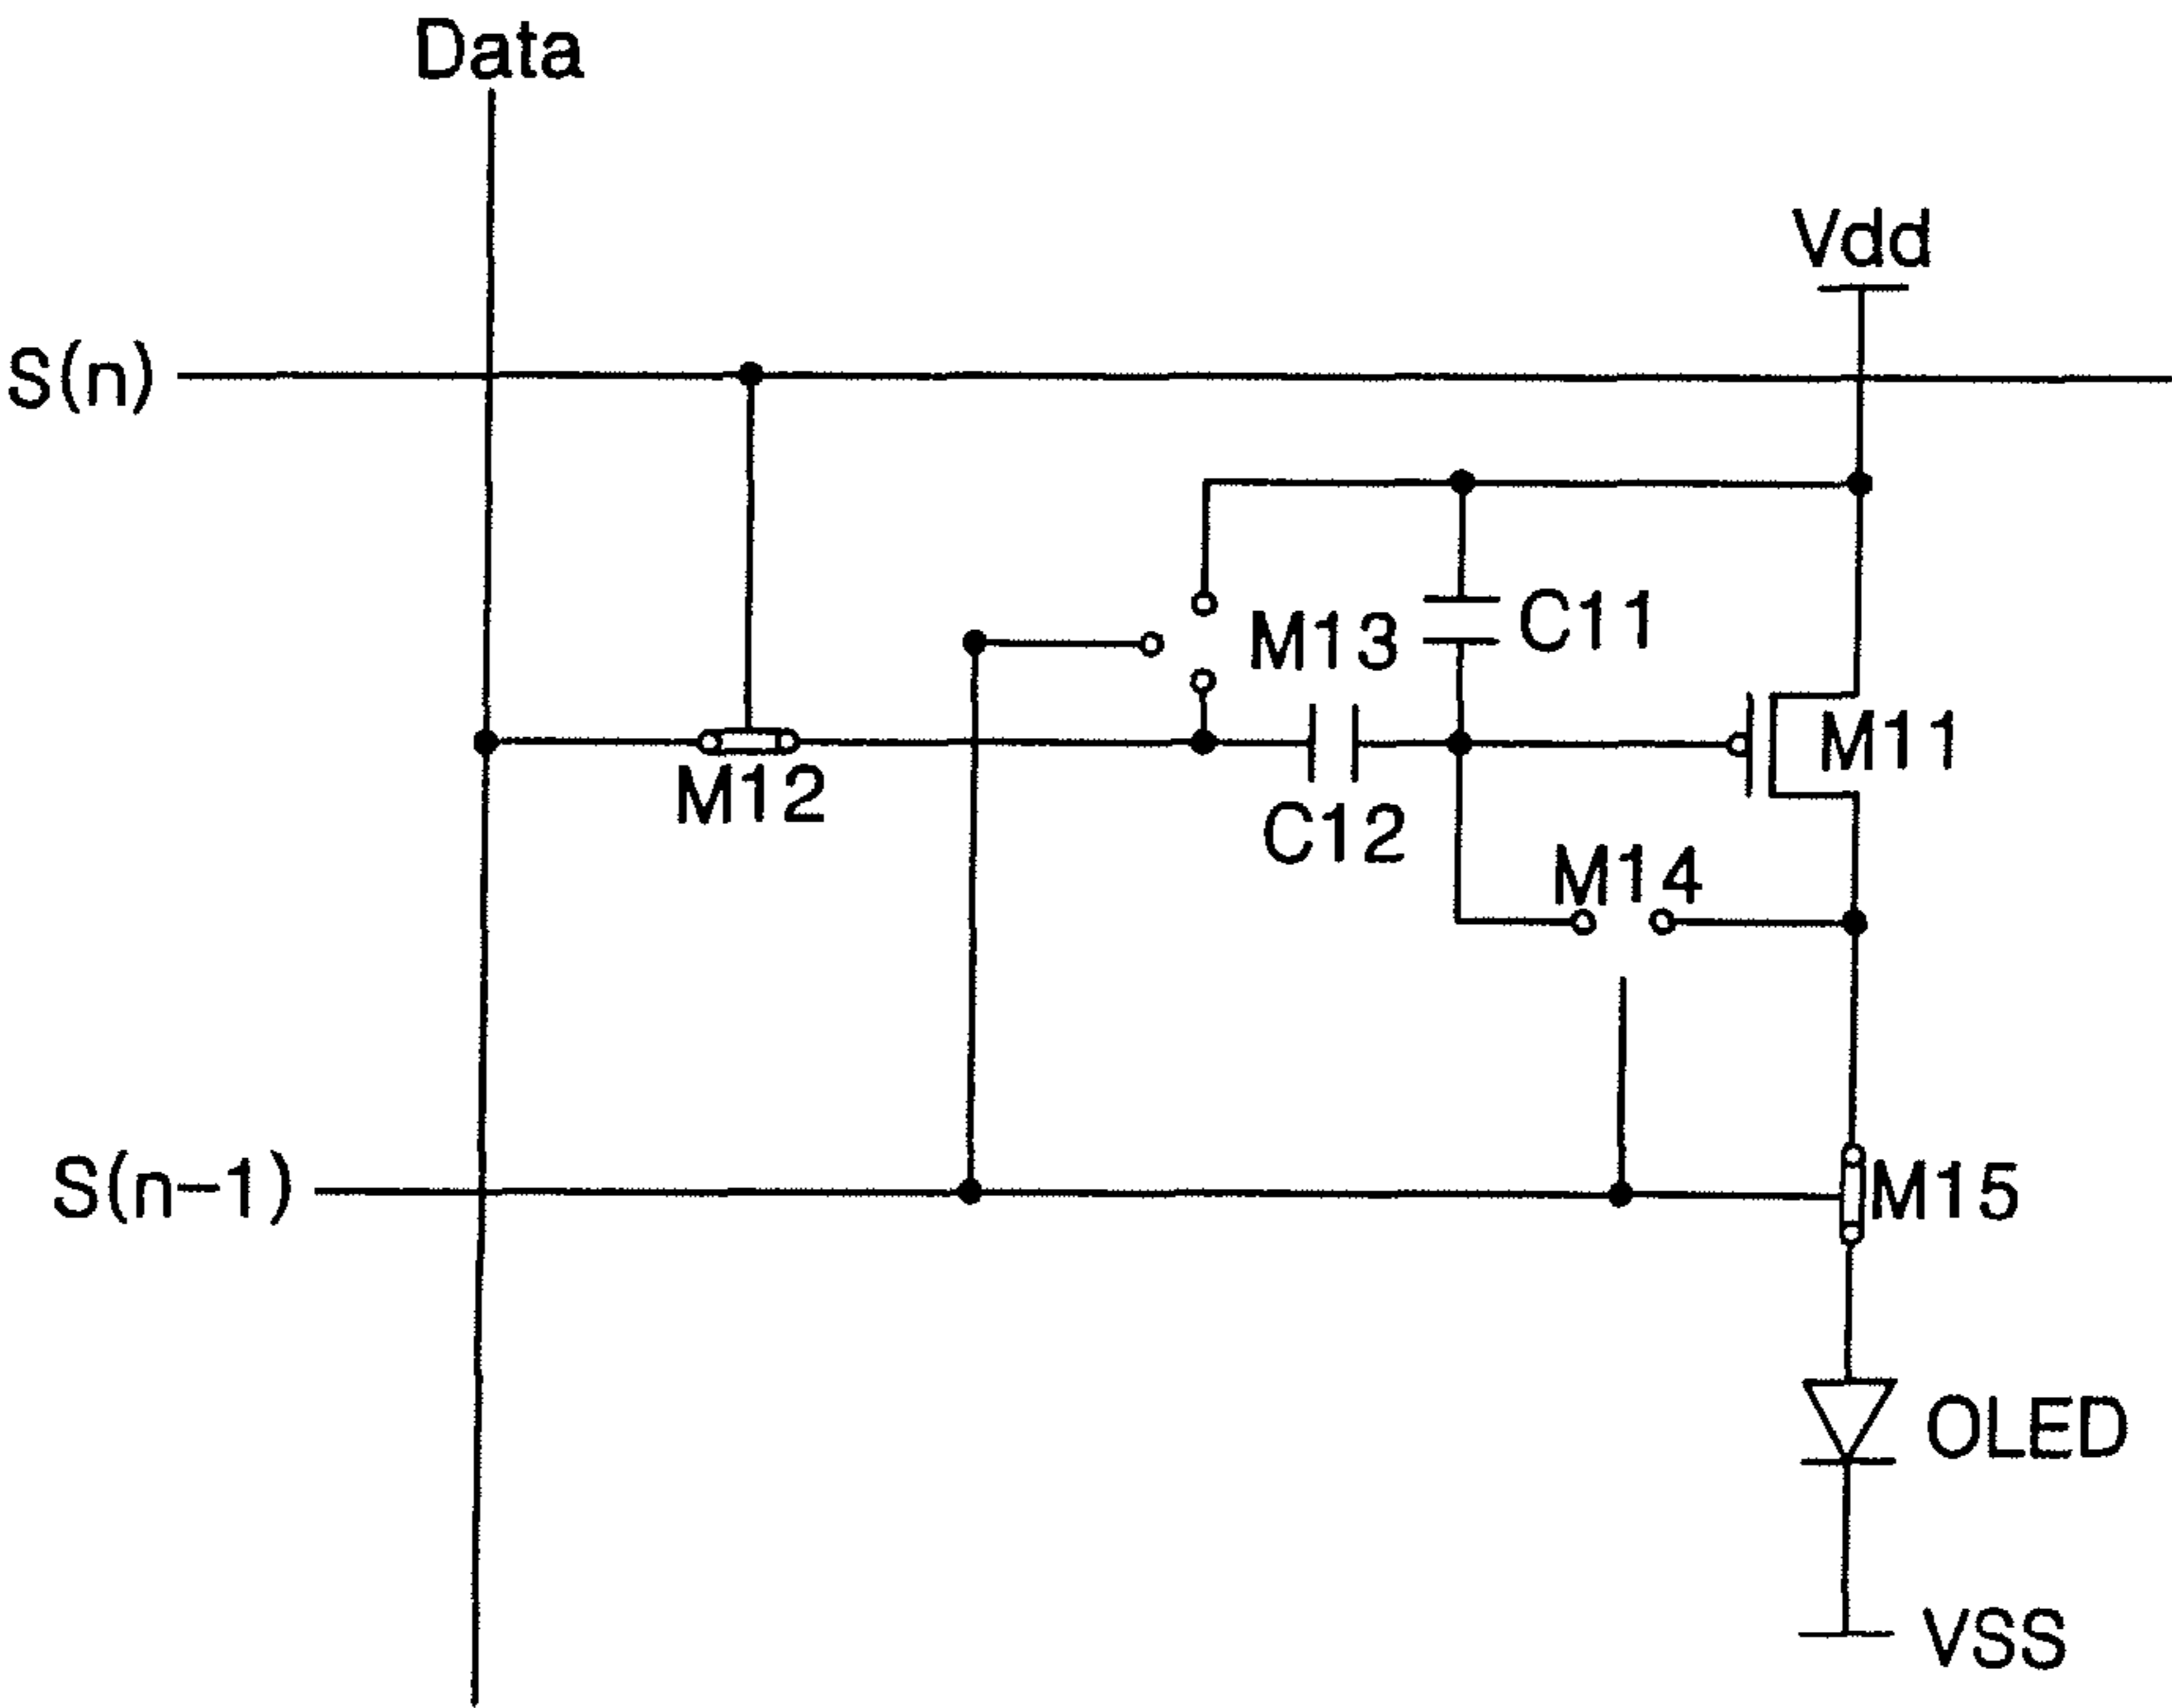 Data
Vdd
S(n)
M13
C11
M11
M12
C12
M14
S(n-1)
M15
OLED
VSS